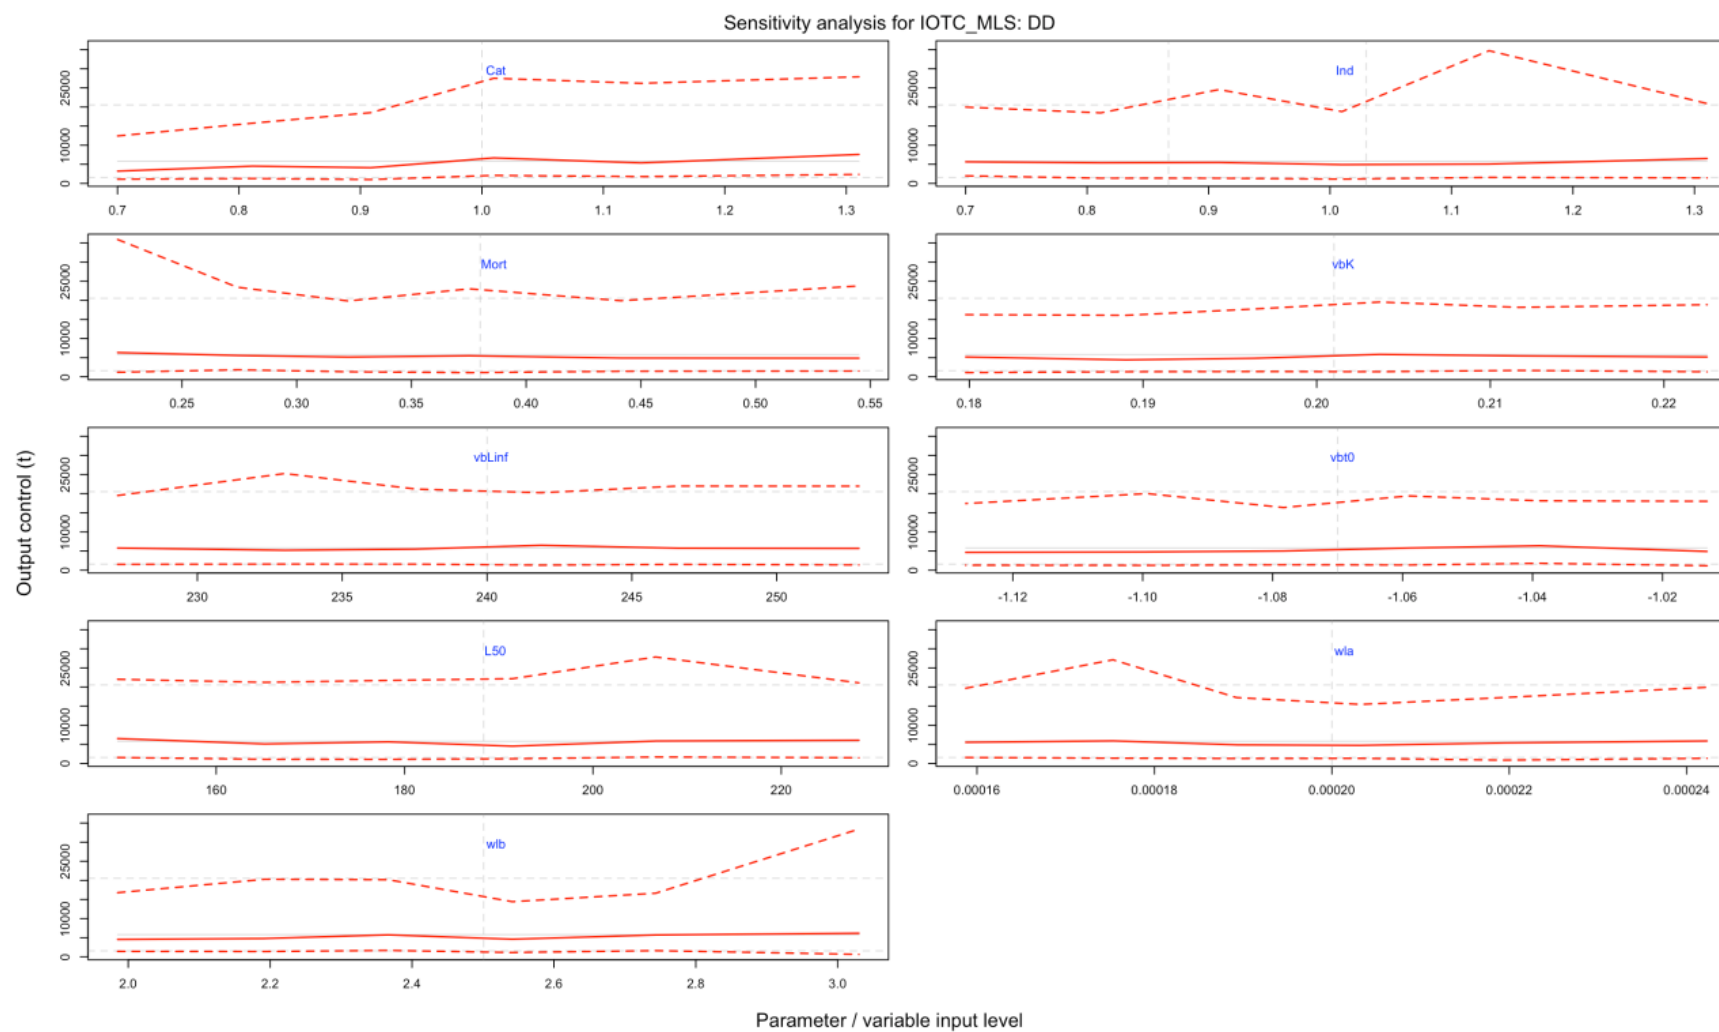 Sensitivity analysis for IOTC_MLS: DD
Output control (t)
Cat
0 10000 25000
0.7 0.8 0.9 1.0 1.1 1.2 1.3
Ind
0 10000 25000
0.7 0.8 0.9 1.0 1.1 1.2 1.3
Mort
0 10000 25000
0.25 0.30 0.35 0.40 0.45 0.50 0.55
vbK
0 10000 25000
0.18 0.19 0.20 0.21 0.22
vbLinf
0 10000 25000
230 235 240 245 250
vbt0
0 10000 25000
-1.12 -1.10 -1.08 -1.06 -1.04 -1.02
L50
0 10000 25000
160 180 200 220
wla
0 10000 25000
0.00016 0.00018 0.00020 0.00022 0.00024
wlb
0 10000 25000
2.0 2.2 2.4 2.6 2.8 3.0
Parameter / variable input level